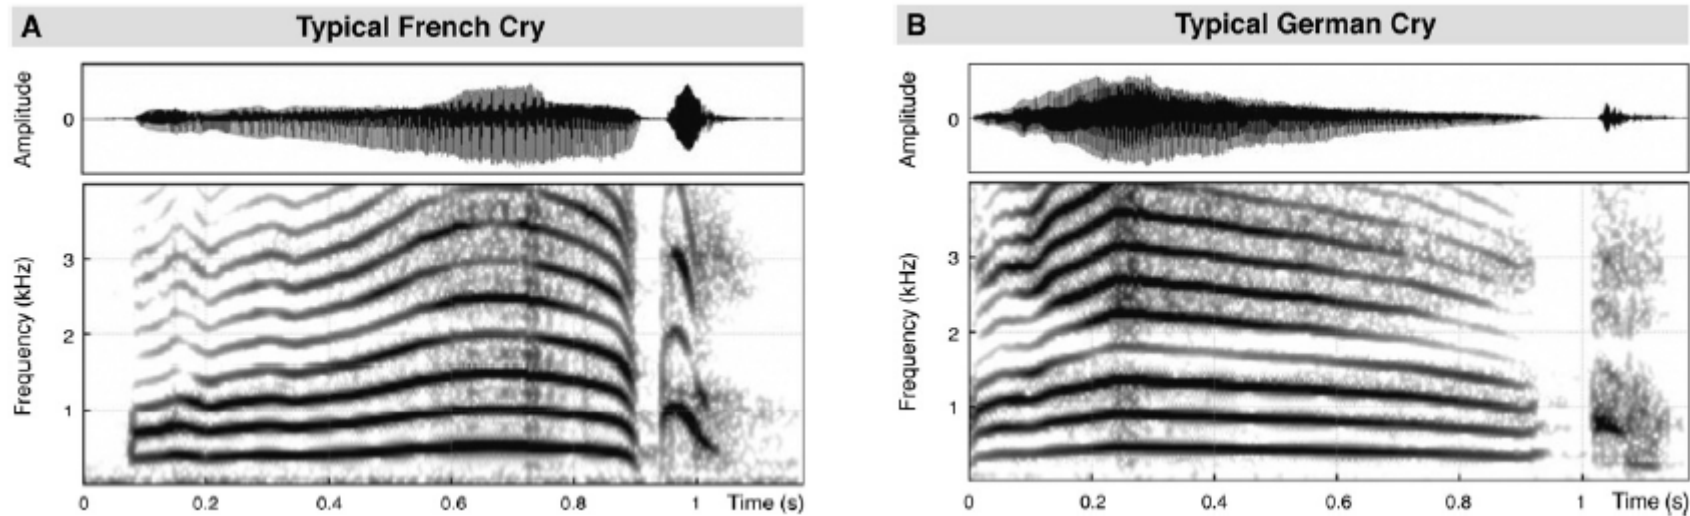 A Typical French Cry
Amplitude
0
Frequency (kHz)
3
2
1
0 0.2 0.4 0.6 0.8 1 Time (s)
B Typical German Cry
Amplitude
0
Frequency (kHz)
3
2
1
0 0.2 0.4 0.6 0.8 1 Time (s)